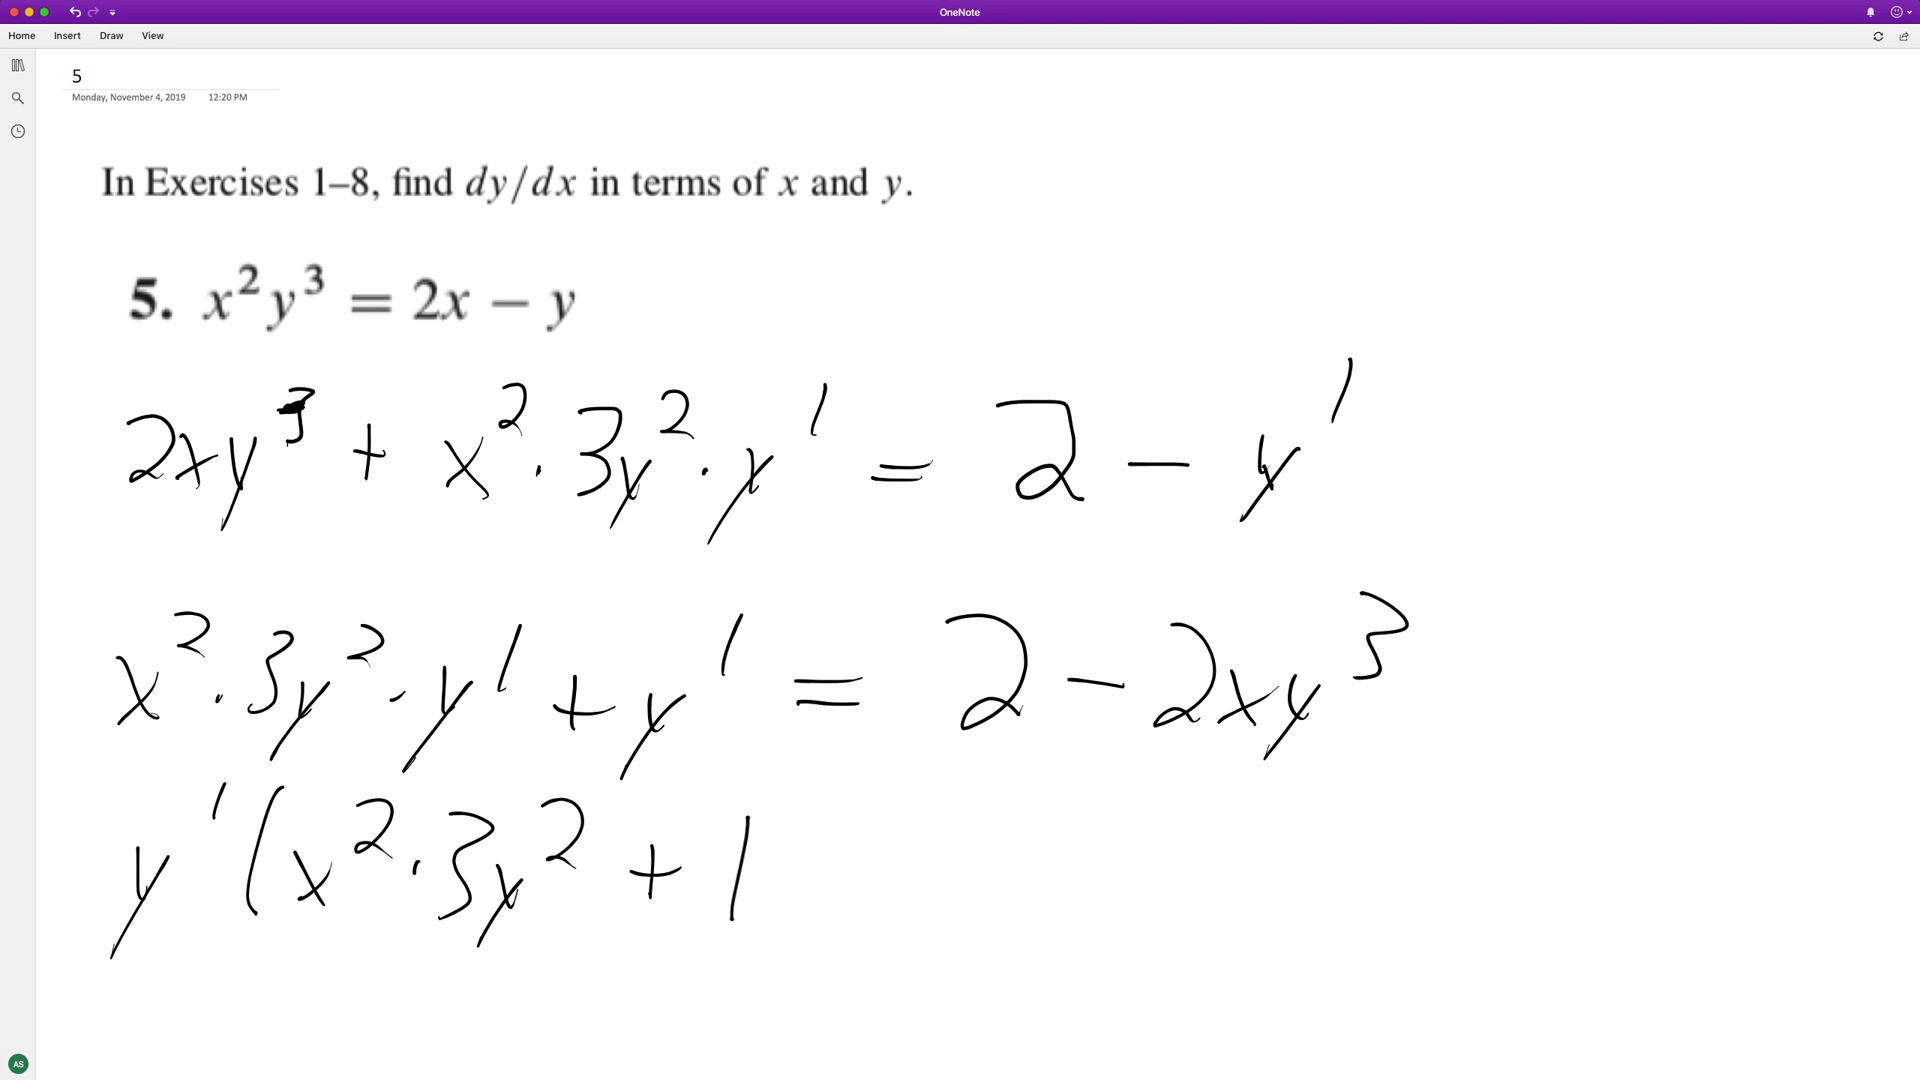 OneNote
Home Insert Draw View
5
Monday, November 4, 2019 12:20 PM
In Exercises 1–8, find dy/dx in terms of x and y.
5. x²y³ = 2x − y
2xy³ + x² · 3y² · y' = 2 − y'
x² · 3y² · y' + y' = 2 − 2xy³
y'(x² · 3y² + 1
AS